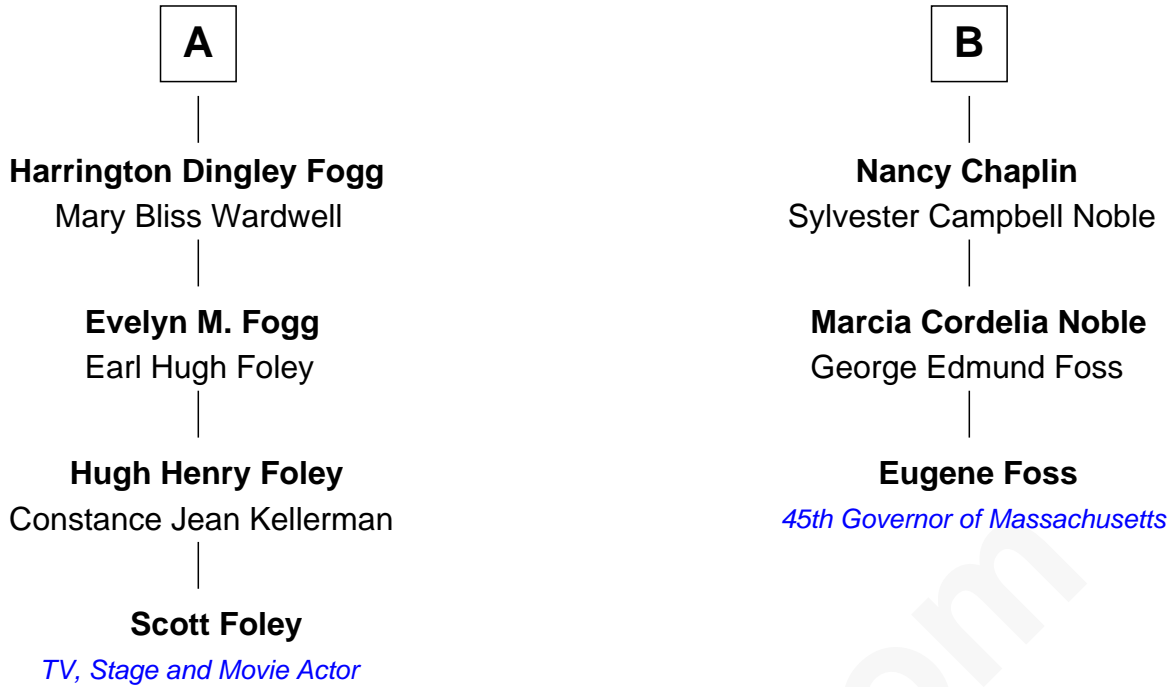 A
Harrington Dingley Fogg
Mary Bliss Wardwell
Evelyn M. Fogg
Earl Hugh Foley
Hugh Henry Foley
Constance Jean Kellerman
Scott Foley
TV, Stage and Movie Actor
B
Nancy Chaplin
Sylvester Campbell Noble
Marcia Cordelia Noble
George Edmund Foss
Eugene Foss
45th Governor of Massachusetts
om